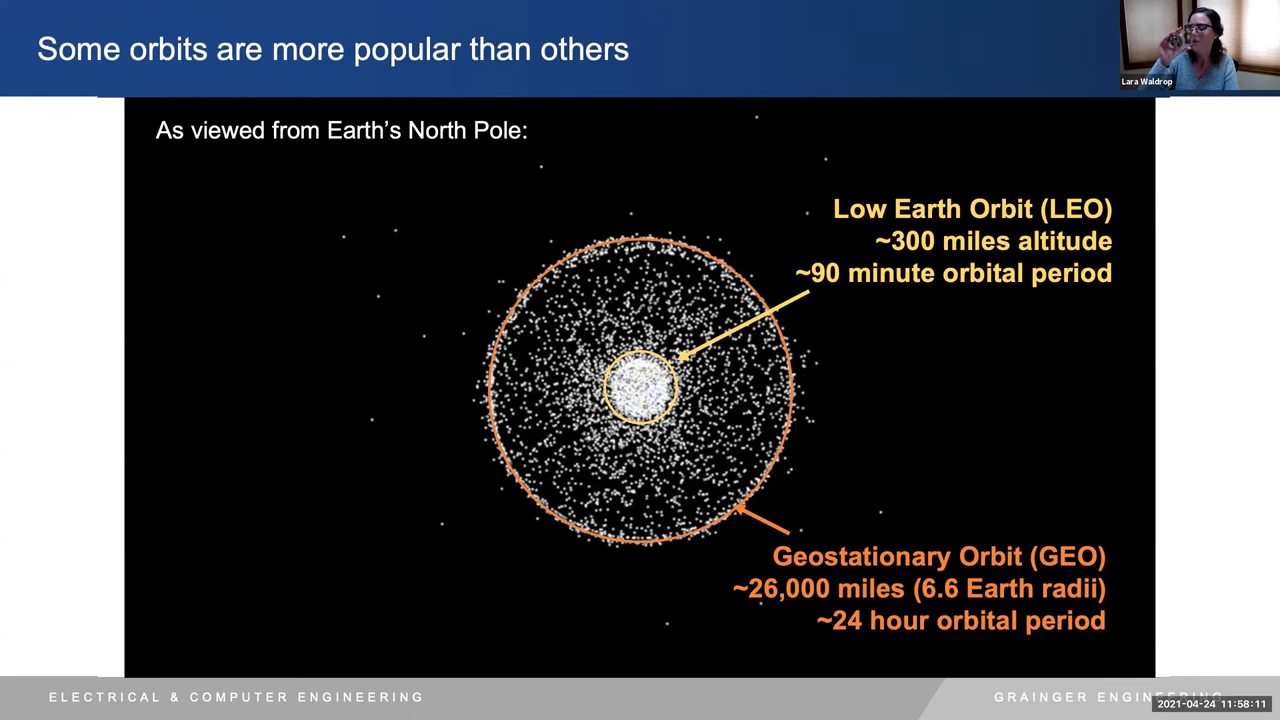 Some orbits are more popular than others
Lara Waldrop
As viewed from Earth's North Pole:
Low Earth Orbit (LEO)
~300 miles altitude
~90 minute orbital period
Geostationary Orbit (GEO)
~26,000 miles (6.6 Earth radii)
~24 hour orbital period
ELECTRICAL & COMPUTER ENGINEERING
GRAINGER ENGINEERING
2021-04-24 11:58:11